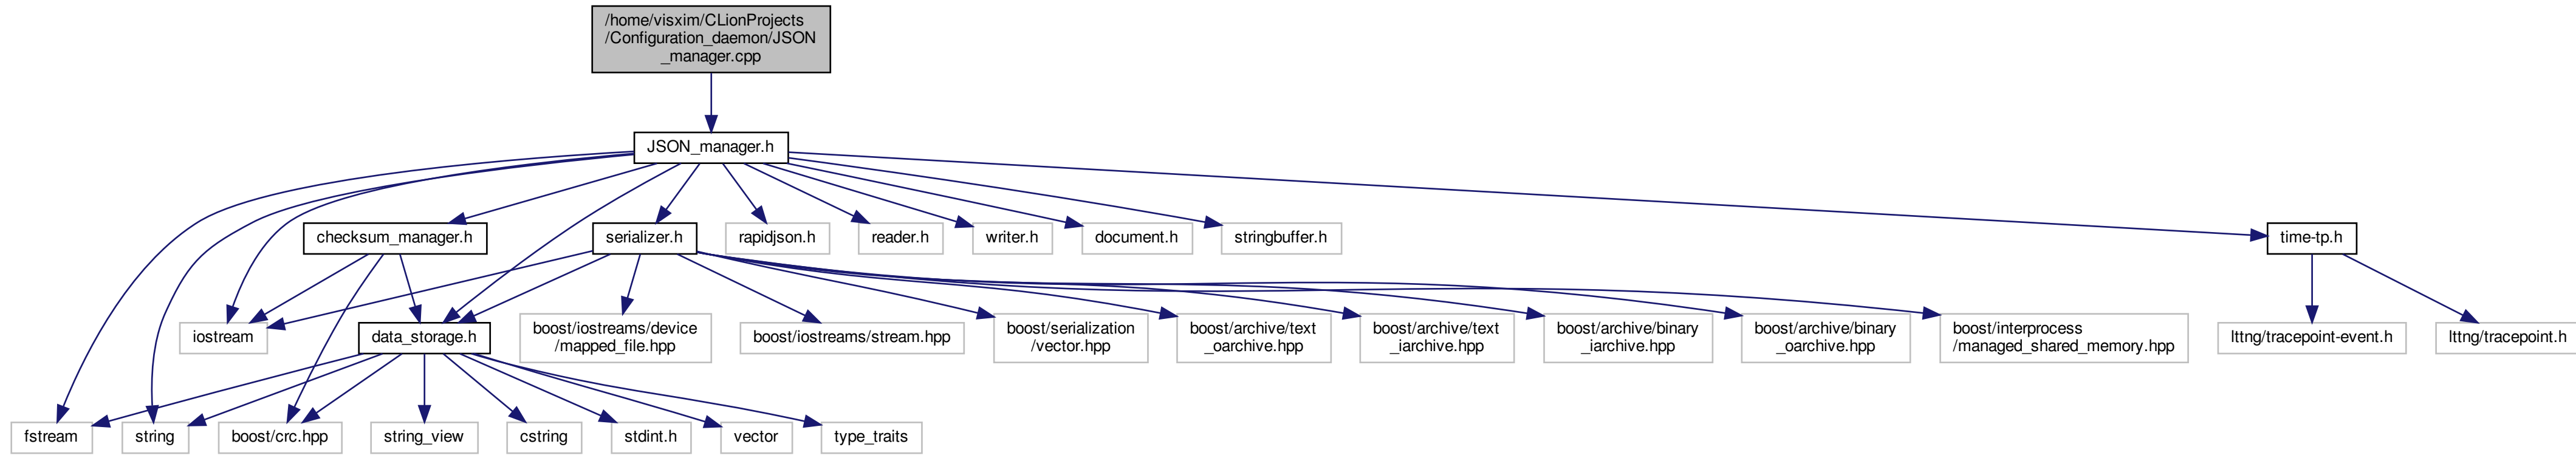 /home/visxim/CLionProjects
/Configuration_daemon/JSON
_manager.cpp
JSON_manager.h
checksum_manager.h
serializer.h
rapidjson.h
reader.h
writer.h
document.h
stringbuffer.h
time-tp.h
iostream
data_storage.h
boost/iostreams/device
/mapped_file.hpp
boost/iostreams/stream.hpp
boost/serialization
/vector.hpp
boost/archive/text
_oarchive.hpp
boost/archive/text
_iarchive.hpp
boost/archive/binary
_iarchive.hpp
boost/archive/binary
_oarchive.hpp
boost/interprocess
/managed_shared_memory.hpp
lttng/tracepoint-event.h
lttng/tracepoint.h
fstream
string
boost/crc.hpp
string_view
cstring
stdint.h
vector
type_traits